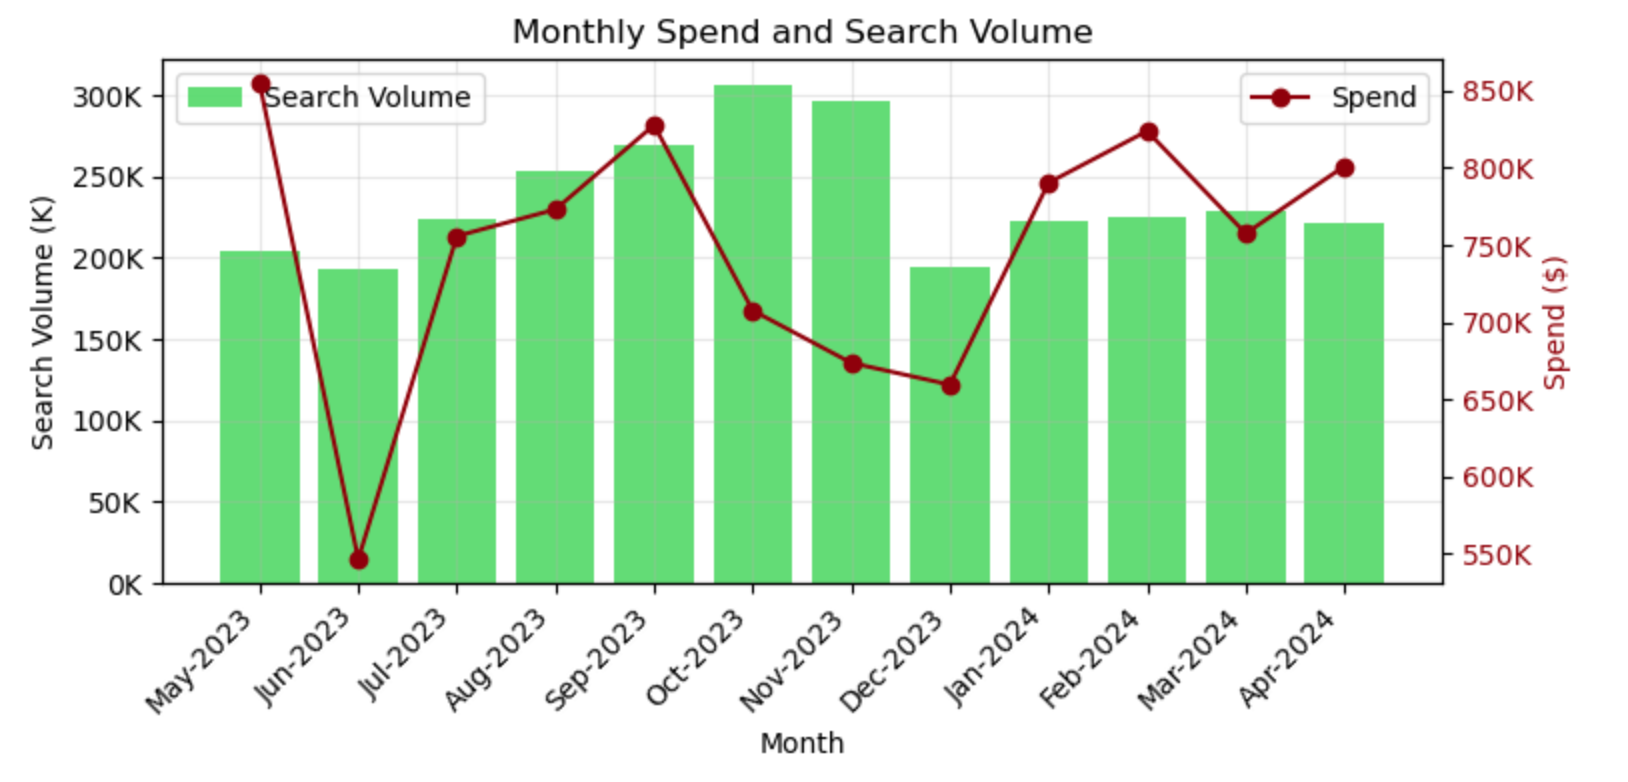 Monthly Spend and Search Volume
Search Volume
Spend
Search Volume (K)
300K
250K
200K
150K
100K
50K
0K
850K
800K
750K
700K
650K
600K
550K
Spend ($)
May-2023
Jun-2023
Jul-2023
Aug-2023
Sep-2023
Oct-2023
Nov-2023
Dec-2023
Jan-2024
Feb-2024
Mar-2024
Apr-2024
Month